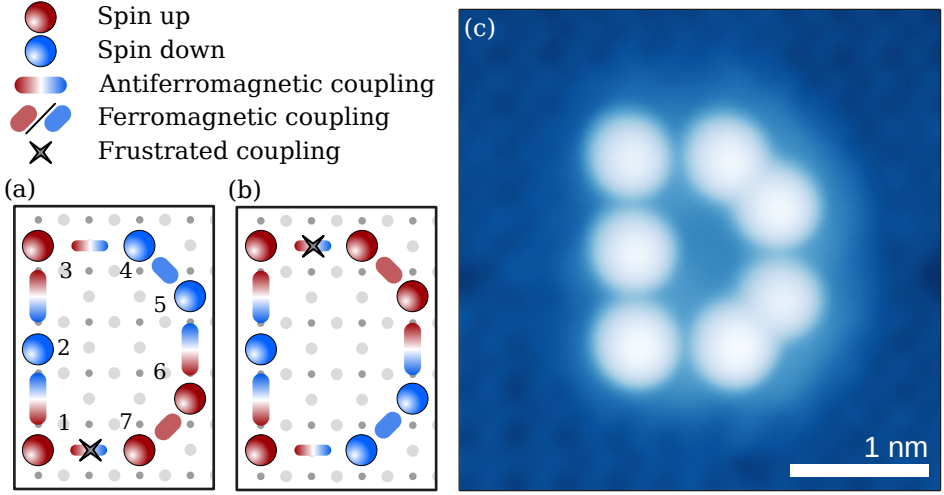 Spin up
Spin down
Antiferromagnetic coupling
Ferromagnetic coupling
Frustrated coupling
(a)
(b)
(c)
3
4
5
2
6
1
7
1 nm